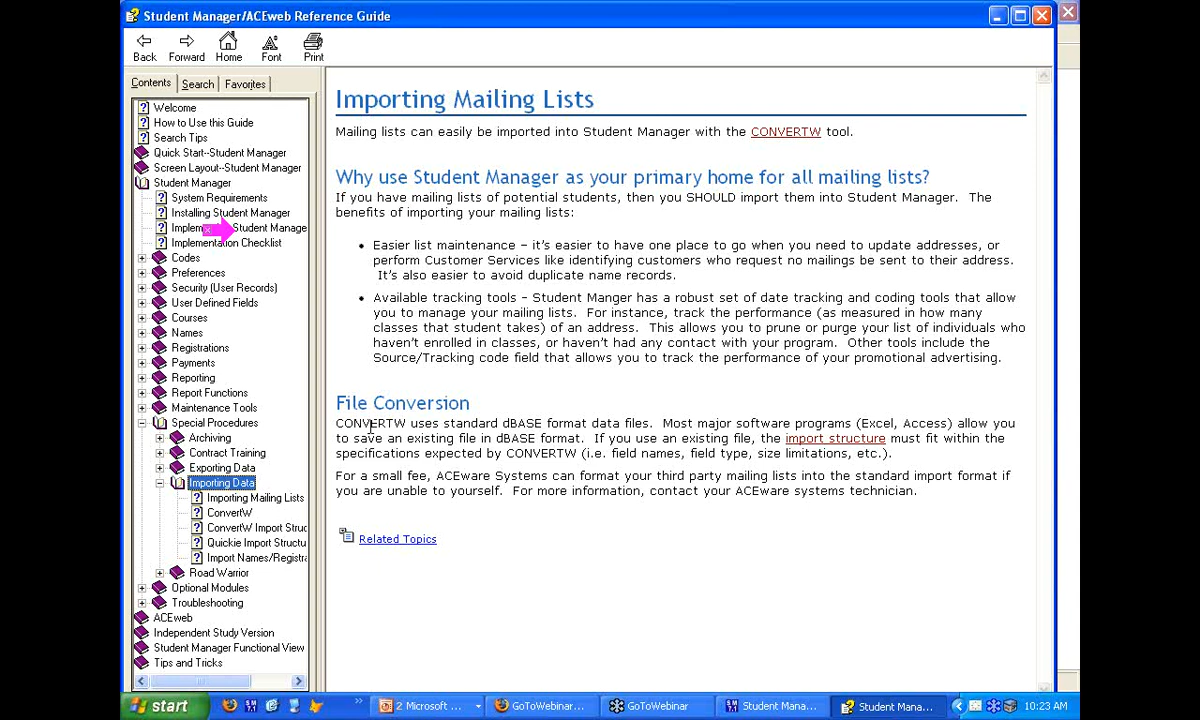 Student Manager/ACEweb Reference Guide
Back Forward Home Font Print
Contents Search Favorites
Welcome
How to Use this Guide
Search Tips
Quick Start--Student Manager
Screen Layout--Student Manager
Student Manager
System Requirements
Installing Student Manager
Student Manage
Implementation Checklist
Codes
Preferences
Security (User Records)
User Defined Fields
Courses
Names
Registrations
Payments
Reporting
Report Functions
Maintenance Tools
Special Procedures
Archiving
Contract Training
Exporting Data
Importing Data
Importing Mailing Lists
ConvertW
ConvertW Import Struc
Quickie Import Structu
Import Names/Registra
Road Warrior
Optional Modules
Troubleshooting
ACEweb
Independent Study Version
Student Manager Functional View
Tips and Tricks
Importing Mailing Lists
Mailing lists can easily be imported into Student Manager with the CONVERTW tool.
Why use Student Manager as your primary home for all mailing lists?
If you have mailing lists of potential students, then you SHOULD import them into Student Manager. The
benefits of importing your mailing lists:
• Easier list maintenance – it's easier to have one place to go when you need to update addresses, or
perform Customer Services like identifying customers who request no mailings be sent to their address.
It's also easier to avoid duplicate name records.
• Available tracking tools – Student Manger has a robust set of date tracking and coding tools that allow
you to manage your mailing lists. For instance, track the performance (as measured in how many
classes that student takes) of an address. This allows you to prune or purge your list of individuals who
haven't enrolled in classes, or haven't had any contact with your program. Other tools include the
Source/Tracking code field that allows you to track the performance of your promotional advertising.
File Conversion
CONVERTW uses standard dBASE format data files. Most major software programs (Excel, Access) allow you
to save an existing file in dBASE format. If you use an existing file, the import structure must fit within the
specifications expected by CONVERTW (i.e. field names, field type, size limitations, etc.).
For a small fee, ACEware Systems can format your third party mailing lists into the standard import format if
you are unable to yourself. For more information, contact your ACEware systems technician.
Related Topics
start 2 Microsoft ... GoToWebinar... GoToWebinar Student Mana... Student Mana... 10:23 AM